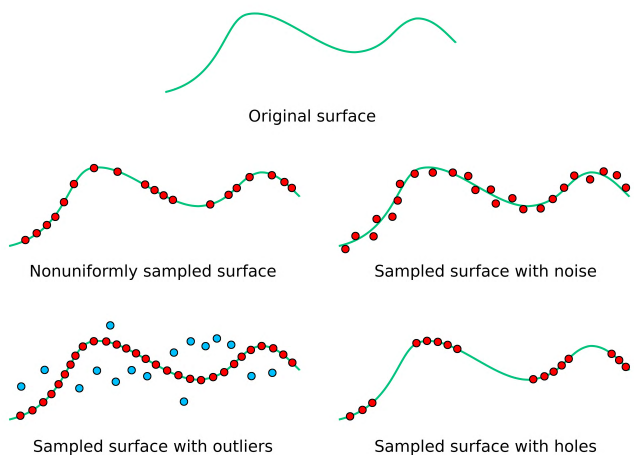 Original surface
Nonuniformly sampled surface
Sampled surface with noise
Sampled surface with outliers
Sampled surface with holes